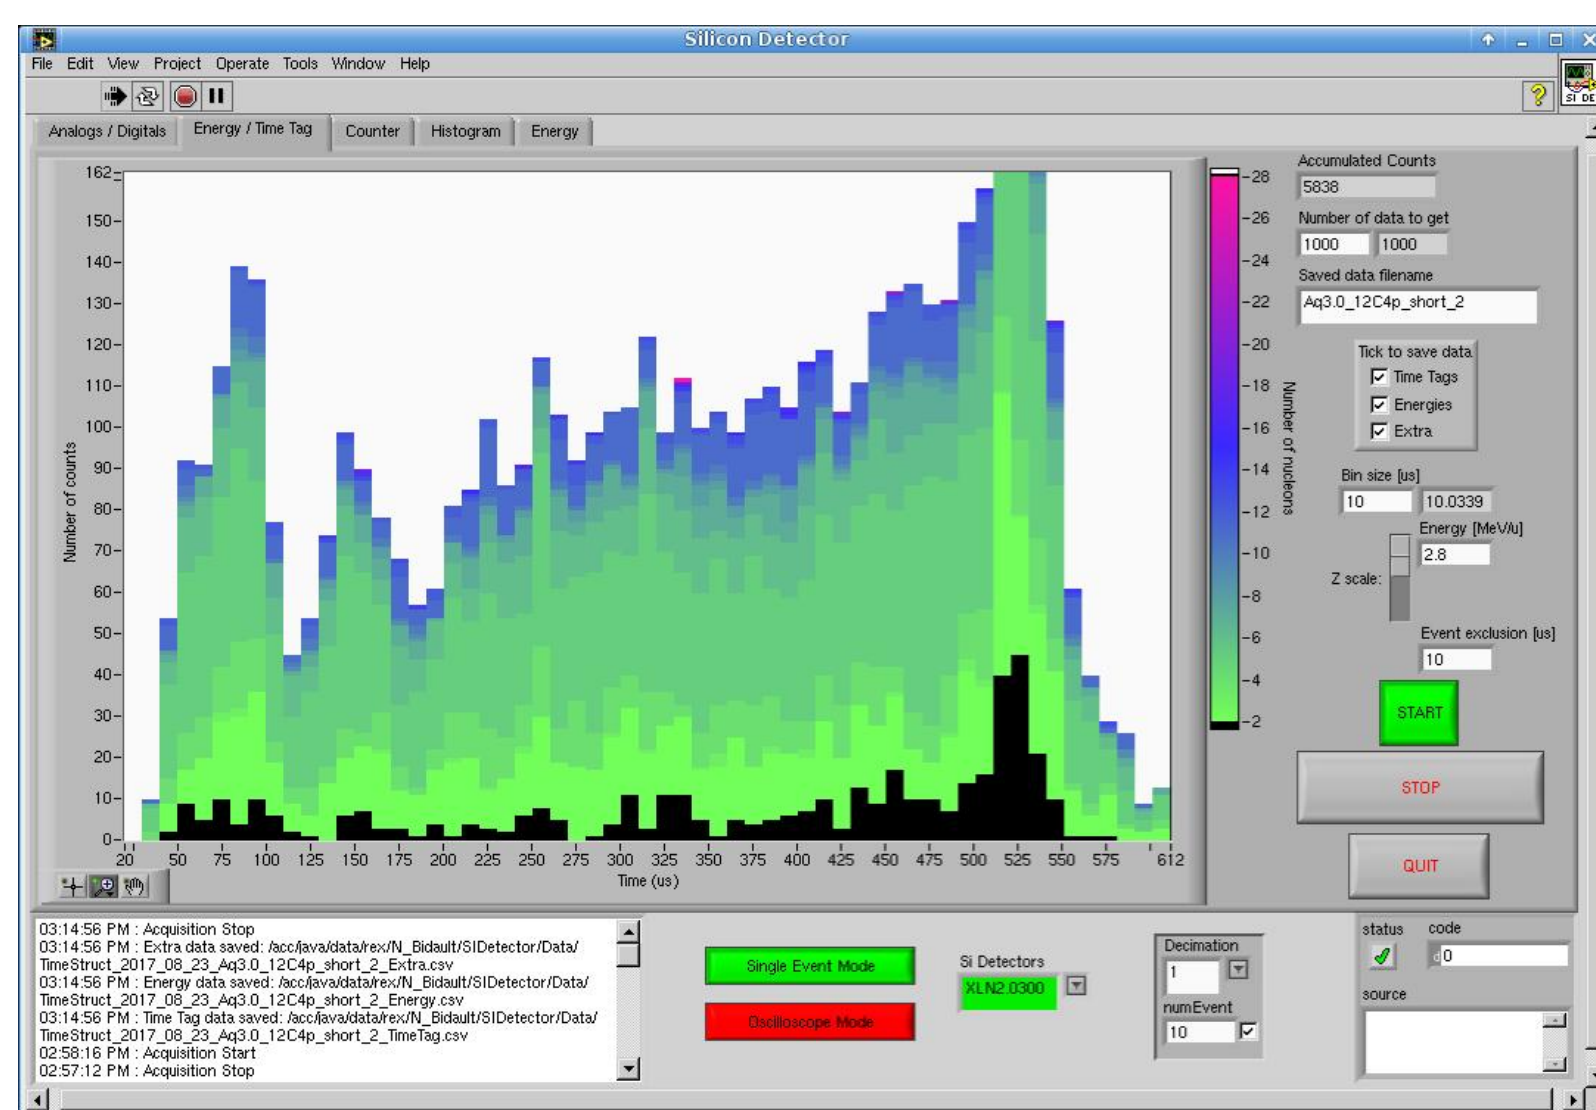 Silicon Detector
File Edit View Project Operate Tools Window Help
SI DE
Analogs / Digitals Energy / Time Tag Counter Histogram Energy
Number of counts
162
150
140
130
120
110
100
90
80
70
60
50
40
30
20
10
0
20 50 75 100 125 150 175 200 225 250 275 300 325 350 375 400 425 450 475 500 525 550 575 612
Time (us)
28
26
24
22
20
18
16
14
12
10
8
6
4
2
Number of nucleons
Accumulated Counts
5838
Number of data to get
1000 1000
Saved data filename
Aq3.0_12C4p_short_2
Tick to save data
Time Tags
Energies
Extra
Bin size [us]
10 10.0339
Energy [MeV/u]
2.8
Z scale:
Event exclusion [us]
10
START
STOP
QUIT
03:14:56 PM : Acquisition Stop
03:14:56 PM : Extra data saved: /acc/java/data/rex/N_Bidault/SIDetector/Data/
TimeStruct_2017_08_23_Aq3.0_12C4p_short_2_Extra.csv
03:14:56 PM : Energy data saved: /acc/java/data/rex/N_Bidault/SIDetector/Data/
TimeStruct_2017_08_23_Aq3.0_12C4p_short_2_Energy.csv
03:14:56 PM : Time Tag data saved: /acc/java/data/rex/N_Bidault/SIDetector/Data/
TimeStruct_2017_08_23_Aq3.0_12C4p_short_2_TimeTag.csv
02:58:16 PM : Acquisition Start
02:57:12 PM : Acquisition Stop
Single Event Mode
Oscilloscope Mode
Si Detectors
XLN2.0300
Decimation
1
numEvent
10
status code
d0
source